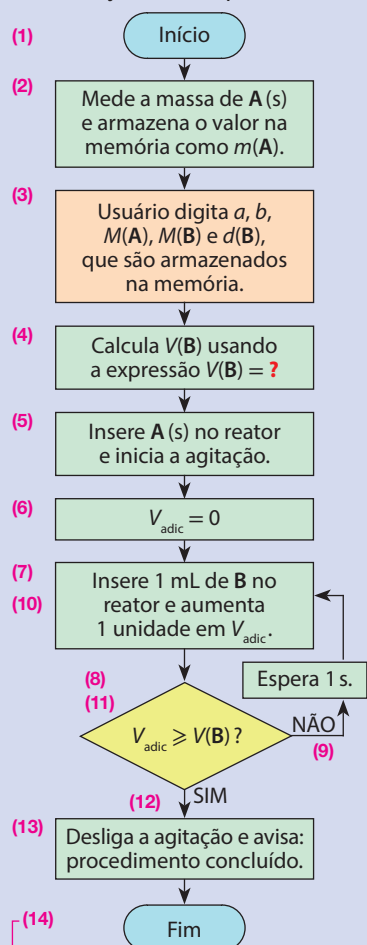 (1)
Início
(2)
Mede a massa de A (s)
e armazena o valor na
memória como m(A).
(3)
Usuário digita a, b,
M(A), M(B) e d(B),
que são armazenados
na memória.
(4)
Calcula V(B) usando
a expressão V(B) = ?
(5)
Insere A (s) no reator
e inicia a agitação.
(6)
V_adic = 0
(7)
(10)
Insere 1 mL de B no
reator e aumenta
1 unidade em V_adic.
(8)
(11)
V_adic ⩾ V(B) ?
NÃO
(9)
Espera 1 s.
(12)
SIM
(13)
Desliga a agitação e avisa:
procedimento concluído.
(14)
Fim